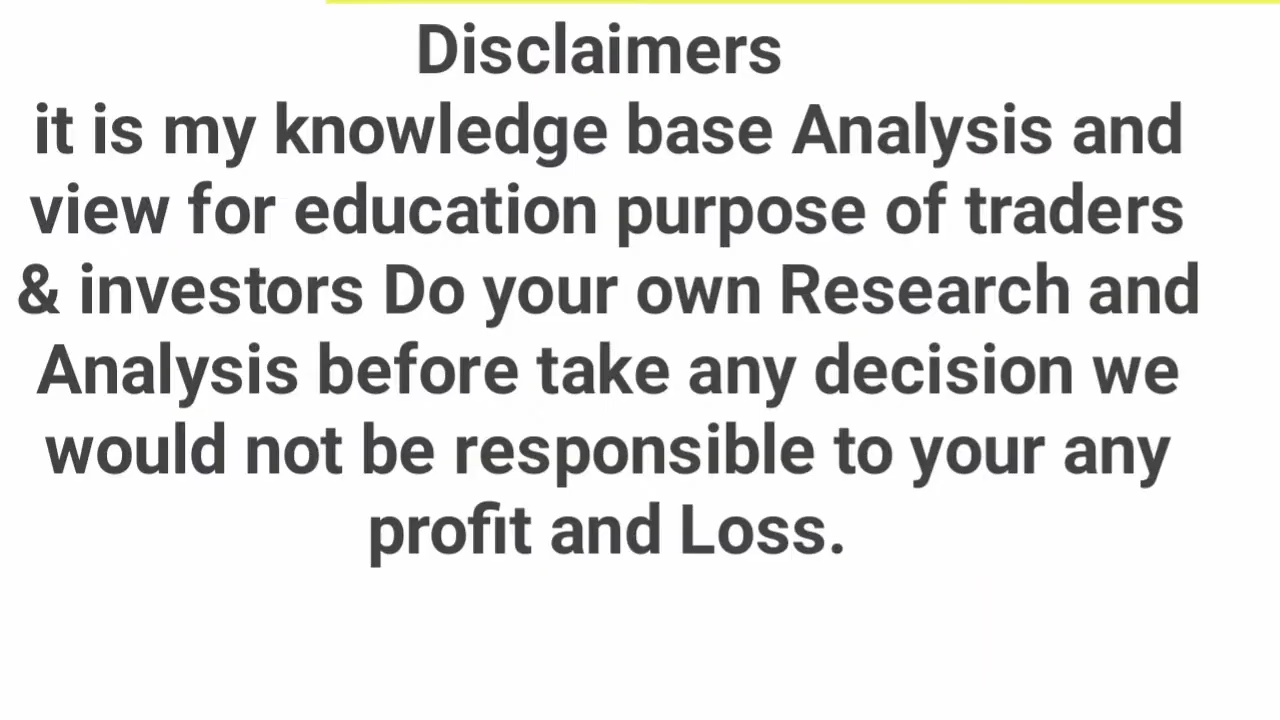 Disclaimers
it is my knowledge base Analysis and
view for education purpose of traders
& investors Do your own Research and
Analysis before take any decision we
would not be responsible to your any
profit and Loss.